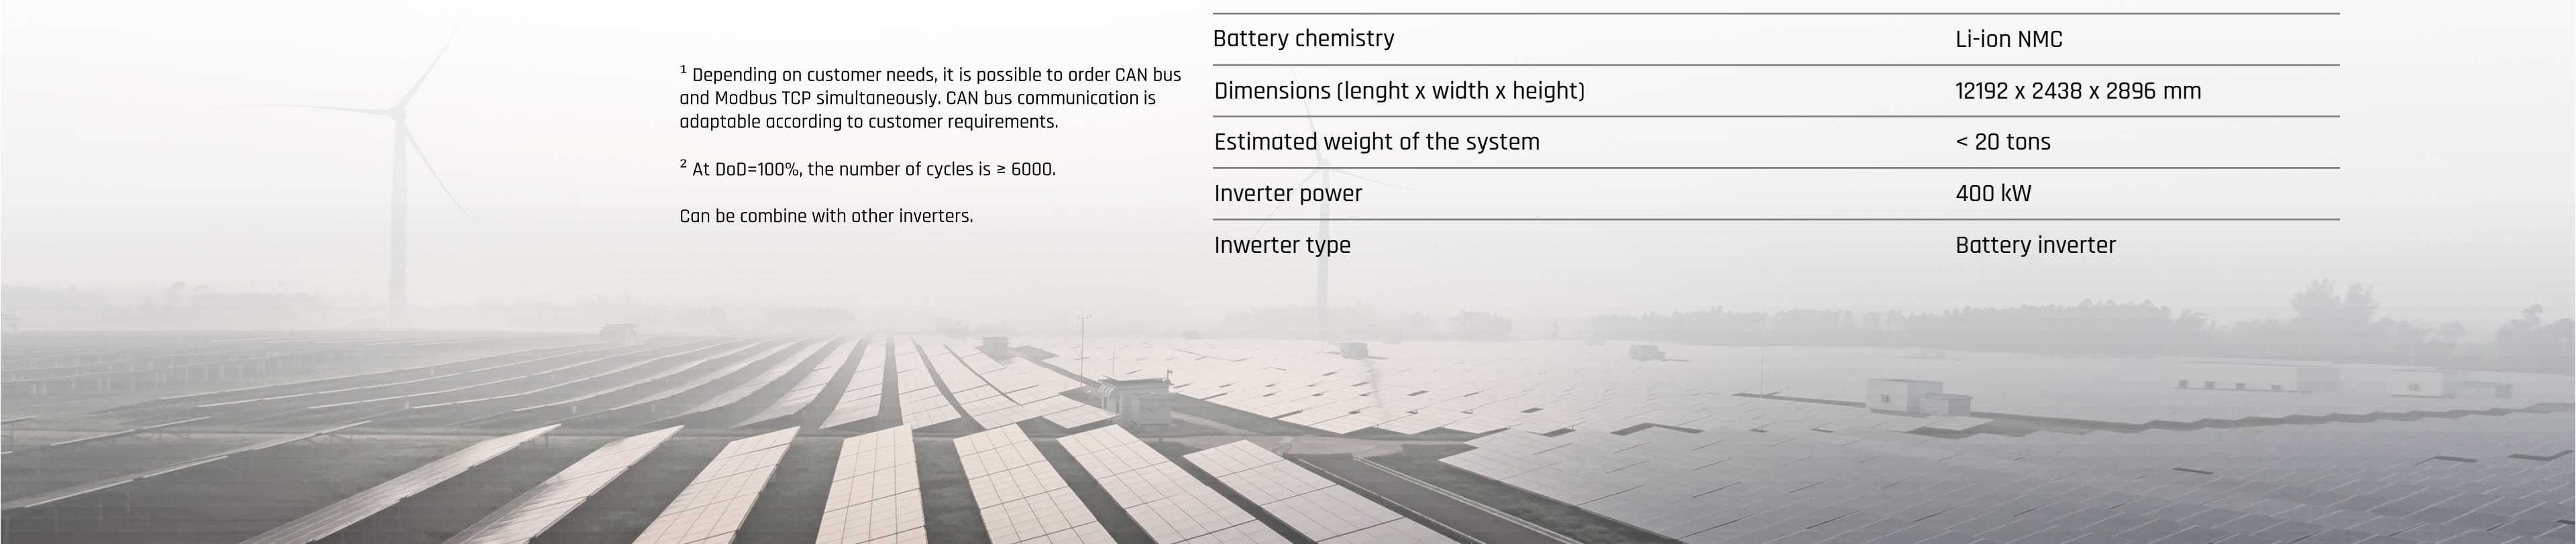 ¹ Depending on customer needs, it is possible to order CAN bus
and Modbus TCP simultaneously. CAN bus communication is
adaptable according to customer requirements.
² At DoD=100%, the number of cycles is ≥ 6000.
Can be combine with other inverters.
Battery chemistry Li-ion NMC
Dimensions (lenght x width x height) 12192 x 2438 x 2896 mm
Estimated weight of the system < 20 tons
Inverter power 400 kW
Inwerter type Battery inverter